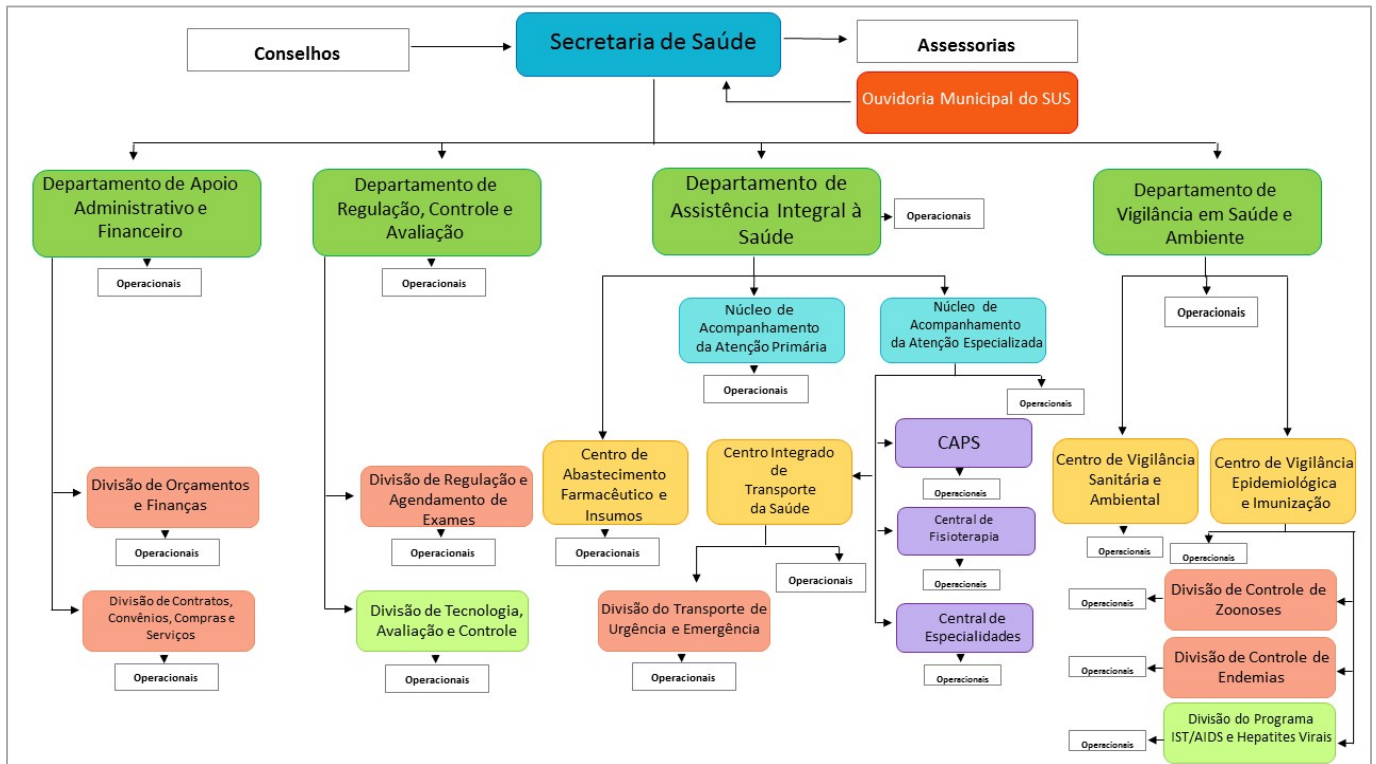 Conselhos
Secretaria de Saúde
Assessorias
Ouvidoria Municipal do SUS
Departamento de Apoio
Administrativo e
Financeiro
Operacionais
Departamento de
Regulação, Controle e
Avaliação
Operacionais
Departamento de
Assistência Integral à
Saúde
Operacionais
Departamento de
Vigilância em Saúde e
Ambiente
Operacionais
Núcleo de
Acompanhamento
da Atenção Primária
Operacionais
Núcleo de
Acompanhamento
da Atenção Especializada
Operacionais
Divisão de Orçamentos
e Finanças
Operacionais
Divisão de Contratos,
Convênios, Compras e
Serviços
Operacionais
Divisão de Regulação e
Agendamento de
Exames
Operacionais
Divisão de Tecnologia,
Avaliação e Controle
Operacionais
Centro de
Abastecimento
Farmacêutico e
Insumos
Operacionais
Centro Integrado
de
Transporte
da Saúde
Operacionais
Divisão do Transporte de
Urgência e Emergência
Operacionais
CAPS
Operacionais
Central de
Fisioterapia
Operacionais
Central de
Especialidades
Operacionais
Centro de Vigilância
Sanitária e
Ambiental
Operacionais
Centro de Vigilância
Epidemiológica
e Imunização
Operacionais
Divisão de Controle de
Zoonoses
Operacionais
Divisão de Controle de
Endemias
Operacionais
Divisão do Programa
IST/AIDS e Hepatites Virais
Operacionais